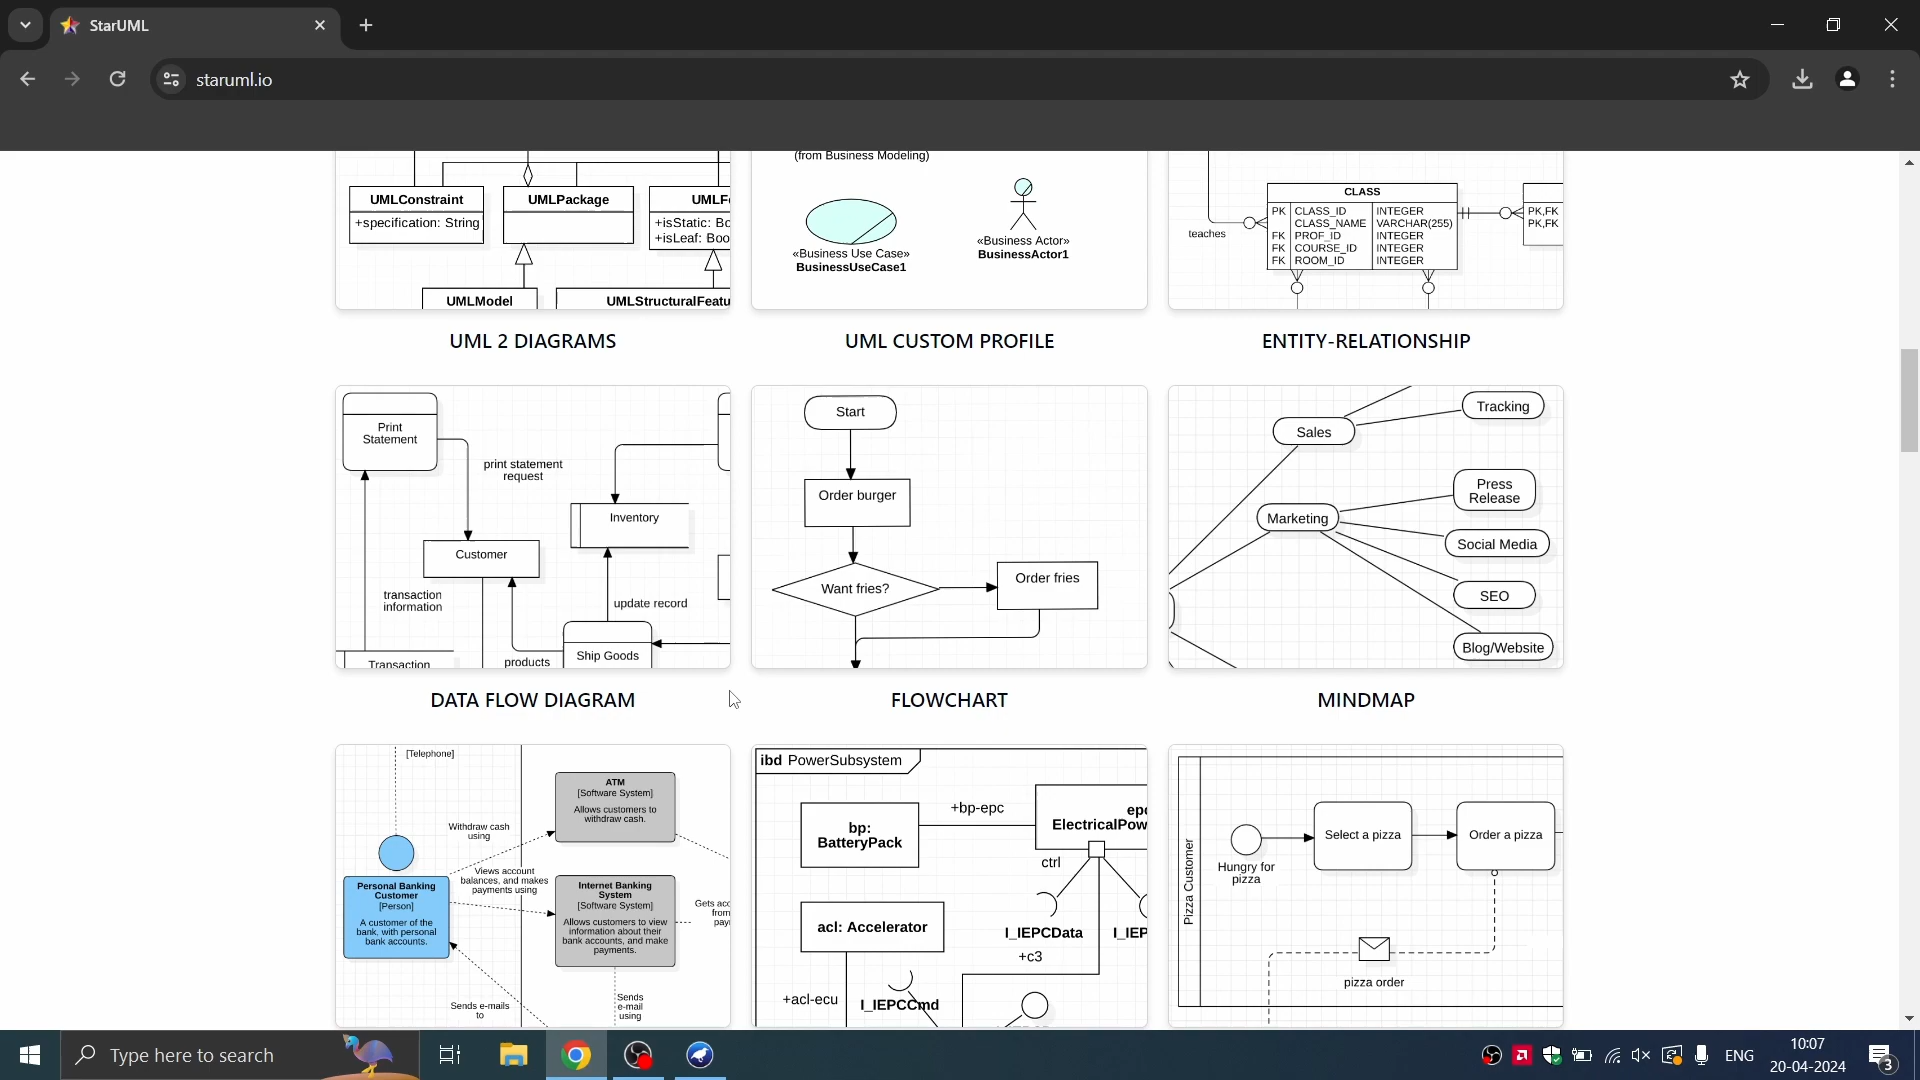 StarUML
staruml.io
UMLConstraint
+specification: String
UMLPackage
+isStatic: Bo
+isLeaf: Boo
UMLModel
UMLStructuralFeatu
UML 2 DIAGRAMS
(from Business Modeling)
«Business Use Case»
BusinessUseCase1
«Business Actor»
BusinessActor1
UML CUSTOM PROFILE
teaches
CLASS
PK CLASS_ID INTEGER
CLASS_NAME VARCHAR(255)
FK PROF_ID INTEGER
FK COURSE_ID INTEGER
FK ROOM_ID INTEGER
PK,FK
PK,FK
ENTITY-RELATIONSHIP
Print
Statement
print statement
request
Inventory
Customer
transaction
information
update record
Ship Goods
products
Transaction
DATA FLOW DIAGRAM
Start
Order burger
Want fries?
Order fries
FLOWCHART
Sales
Tracking
Press
Release
Marketing
Social Media
SEO
Blog/Website
MINDMAP
[Telephone]
ATM
[Software System]
Allows customers to
withdraw cash.
Withdraw cash
using
Views account
balances, and makes
payments using
Personal Banking
Customer
[Person]
A customer of the
bank, with personal
bank accounts.
Internet Banking
System
[Software System]
Allows customers to view
information about their
bank accounts, and make
payments.
Gets acc
from
pay
Sends e-mails
to
Sends
e-mail
using
ibd PowerSubsystem
bp:
BatteryPack
+bp-epc
epc
ElectricalPow
ctrl
acl: Accelerator
I_IEPCData
I_IEP
+c3
+acl-ecu
I_IEPCCmd
Pizza Customer
Hungry for
pizza
Select a pizza
Order a pizza
pizza order
Type here to search
ENG
10:07
20-04-2024
3